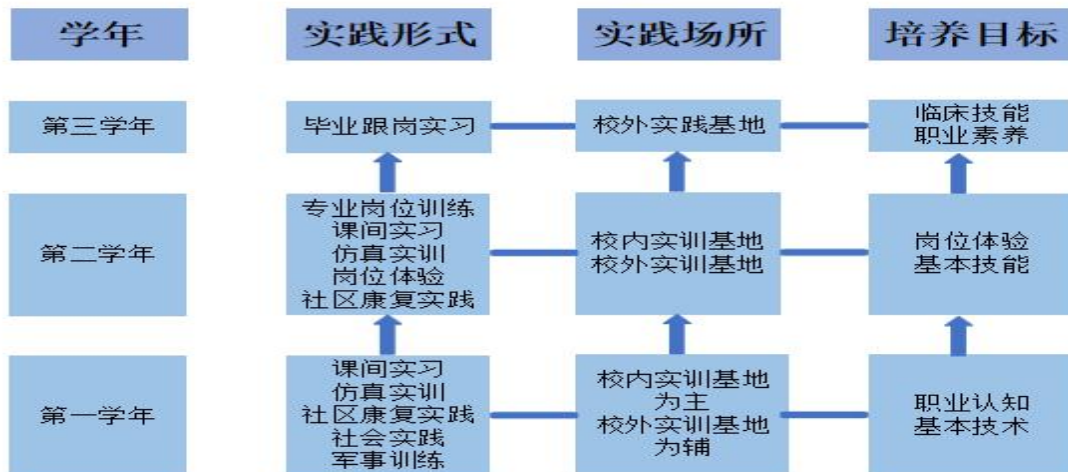 学年
实践形式
实践场所
培养目标
第三学年
毕业跟岗实习
校外实践基地
临床技能
职业素养
第二学年
专业岗位训练
课间实习
仿真实训
岗位体验
社区康复实践
校内实训基地
校外实训基地
岗位体验
基本技能
第一学年
课间实习
仿真实训
社区康复实践
社会实践
军事训练
校内实训基地
为主
校外实训基地
为辅
职业认知
基本技术